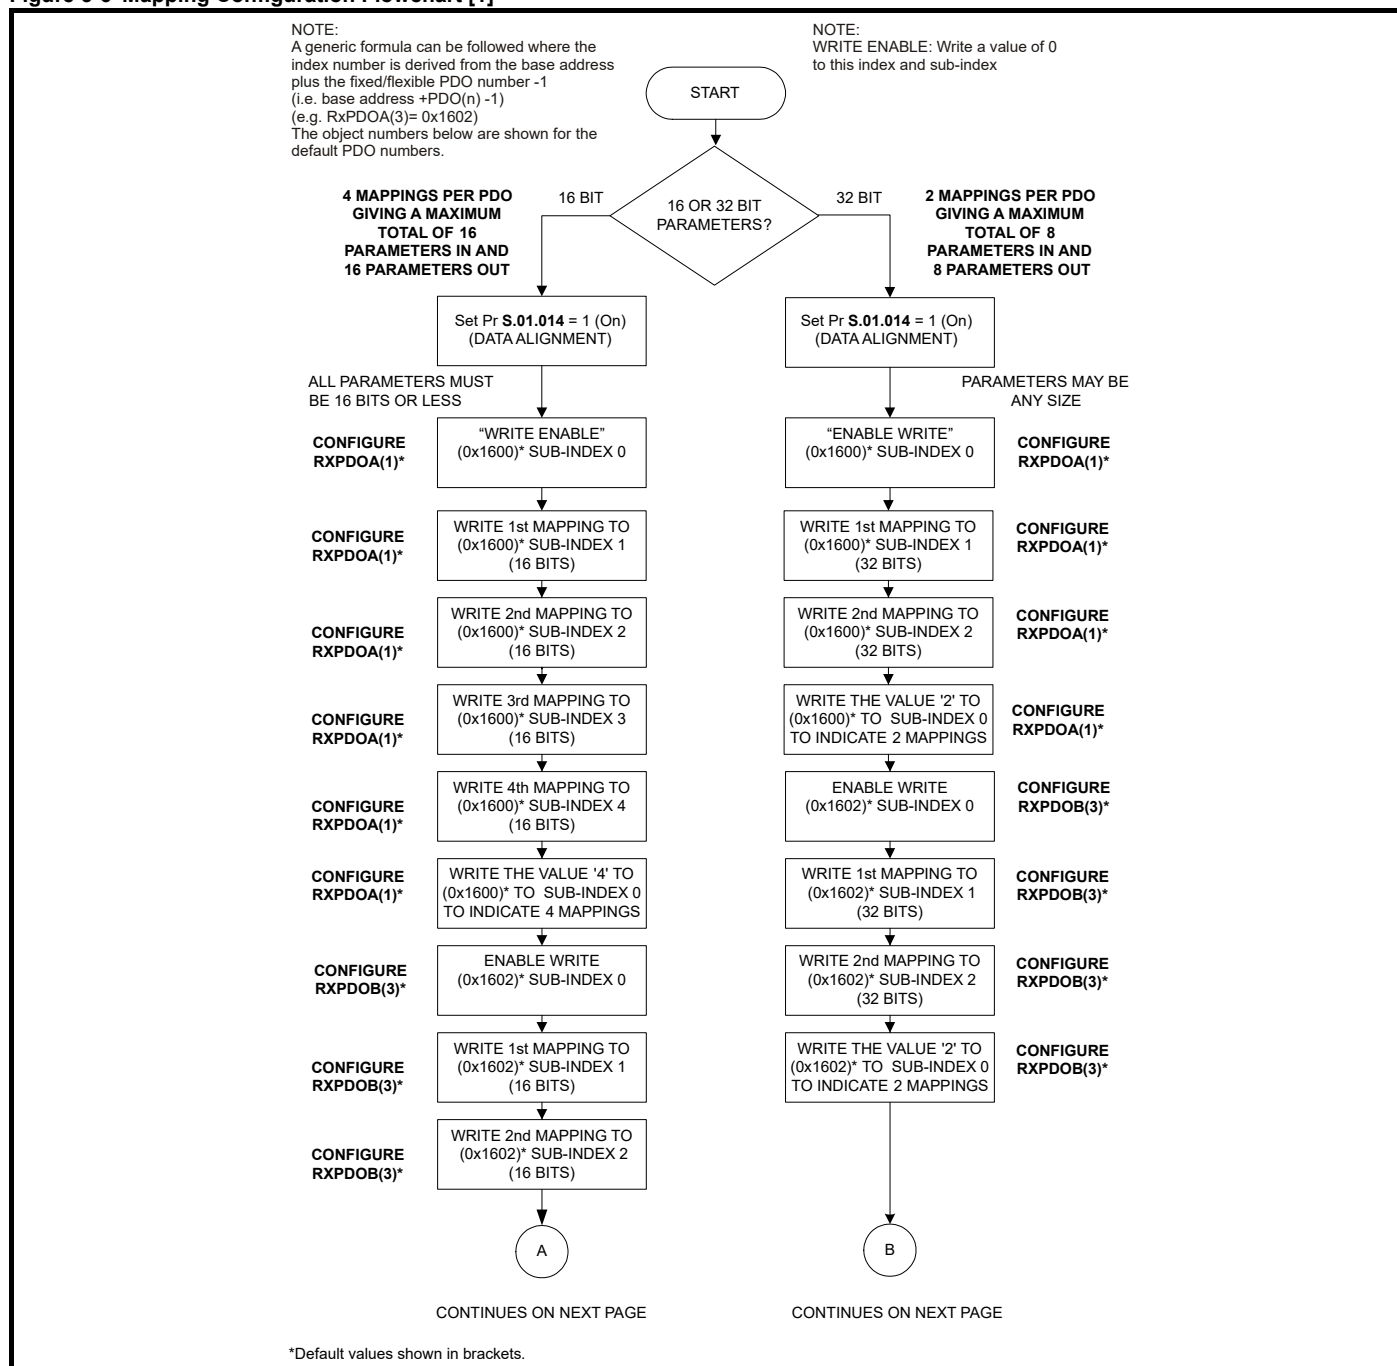 Figure 5-5 Mapping Configuration Flowchart [1]
NOTE:
A generic formula can be followed where the
index number is derived from the base address
plus the fixed/flexible PDO number -1
(i.e. base address +PDO(n) -1)
(e.g. RxPDOA(3)= 0x1602)
The object numbers below are shown for the
default PDO numbers.
NOTE:
WRITE ENABLE: Write a value of 0
to this index and sub-index
START
16 OR 32 BIT
PARAMETERS?
16 BIT
32 BIT
4 MAPPINGS PER PDO
GIVING A MAXIMUM
TOTAL OF 16
PARAMETERS IN AND
16 PARAMETERS OUT
2 MAPPINGS PER PDO
GIVING A MAXIMUM
TOTAL OF 8
PARAMETERS IN AND
8 PARAMETERS OUT
Set Pr S.01.014 = 1 (On)
(DATA ALIGNMENT)
ALL PARAMETERS MUST
BE 16 BITS OR LESS
CONFIGURE
RXPDOA(1)*
“WRITE ENABLE”
(0x1600)* SUB-INDEX 0
CONFIGURE
RXPDOA(1)*
WRITE 1st MAPPING TO
(0x1600)* SUB-INDEX 1
(16 BITS)
CONFIGURE
RXPDOA(1)*
WRITE 2nd MAPPING TO
(0x1600)* SUB-INDEX 2
(16 BITS)
CONFIGURE
RXPDOA(1)*
WRITE 3rd MAPPING TO
(0x1600)* SUB-INDEX 3
(16 BITS)
CONFIGURE
RXPDOA(1)*
WRITE 4th MAPPING TO
(0x1600)* SUB-INDEX 4
(16 BITS)
CONFIGURE
RXPDOA(1)*
WRITE THE VALUE '4' TO
(0x1600)* TO SUB-INDEX 0
TO INDICATE 4 MAPPINGS
CONFIGURE
RXPDOB(3)*
ENABLE WRITE
(0x1602)* SUB-INDEX 0
CONFIGURE
RXPDOB(3)*
WRITE 1st MAPPING TO
(0x1602)* SUB-INDEX 1
(16 BITS)
CONFIGURE
RXPDOB(3)*
WRITE 2nd MAPPING TO
(0x1602)* SUB-INDEX 2
(16 BITS)
A
CONTINUES ON NEXT PAGE
Set Pr S.01.014 = 1 (On)
(DATA ALIGNMENT)
PARAMETERS MAY BE
ANY SIZE
“ENABLE WRITE”
(0x1600)* SUB-INDEX 0
CONFIGURE
RXPDOA(1)*
WRITE 1st MAPPING TO
(0x1600)* SUB-INDEX 1
(32 BITS)
CONFIGURE
RXPDOA(1)*
WRITE 2nd MAPPING TO
(0x1600)* SUB-INDEX 2
(32 BITS)
CONFIGURE
RXPDOA(1)*
WRITE THE VALUE '2' TO
(0x1600)* TO SUB-INDEX 0
TO INDICATE 2 MAPPINGS
CONFIGURE
RXPDOA(1)*
ENABLE WRITE
(0x1602)* SUB-INDEX 0
CONFIGURE
RXPDOB(3)*
WRITE 1st MAPPING TO
(0x1602)* SUB-INDEX 1
(32 BITS)
CONFIGURE
RXPDOB(3)*
WRITE 2nd MAPPING TO
(0x1602)* SUB-INDEX 2
(32 BITS)
CONFIGURE
RXPDOB(3)*
WRITE THE VALUE '2' TO
(0x1602)* TO SUB-INDEX 0
TO INDICATE 2 MAPPINGS
CONFIGURE
RXPDOB(3)*
B
CONTINUES ON NEXT PAGE
*Default values shown in brackets.